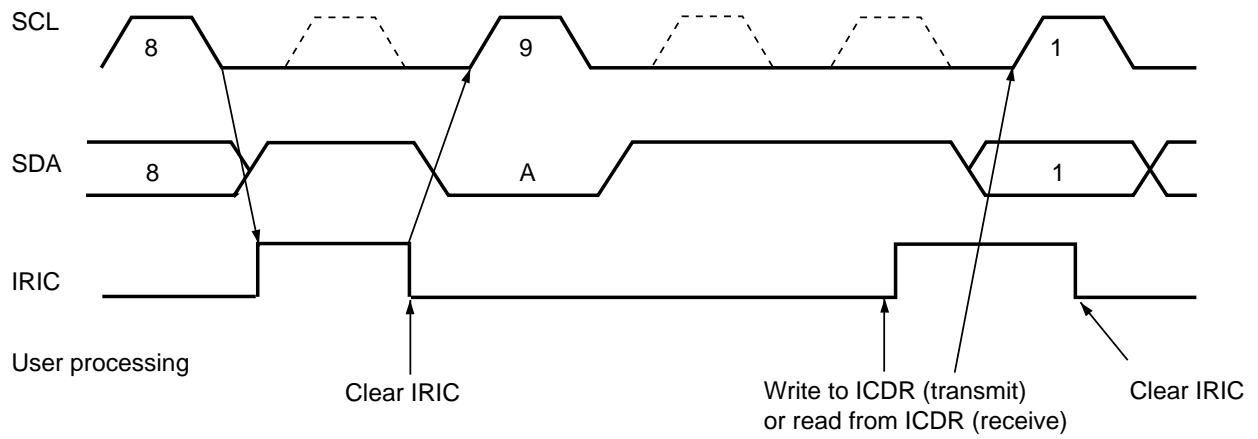 SCL
8
9
1
SDA
8
A
1
IRIC
User processing
Clear IRIC
Write to ICDR (transmit)
or read from ICDR (receive)
Clear IRIC